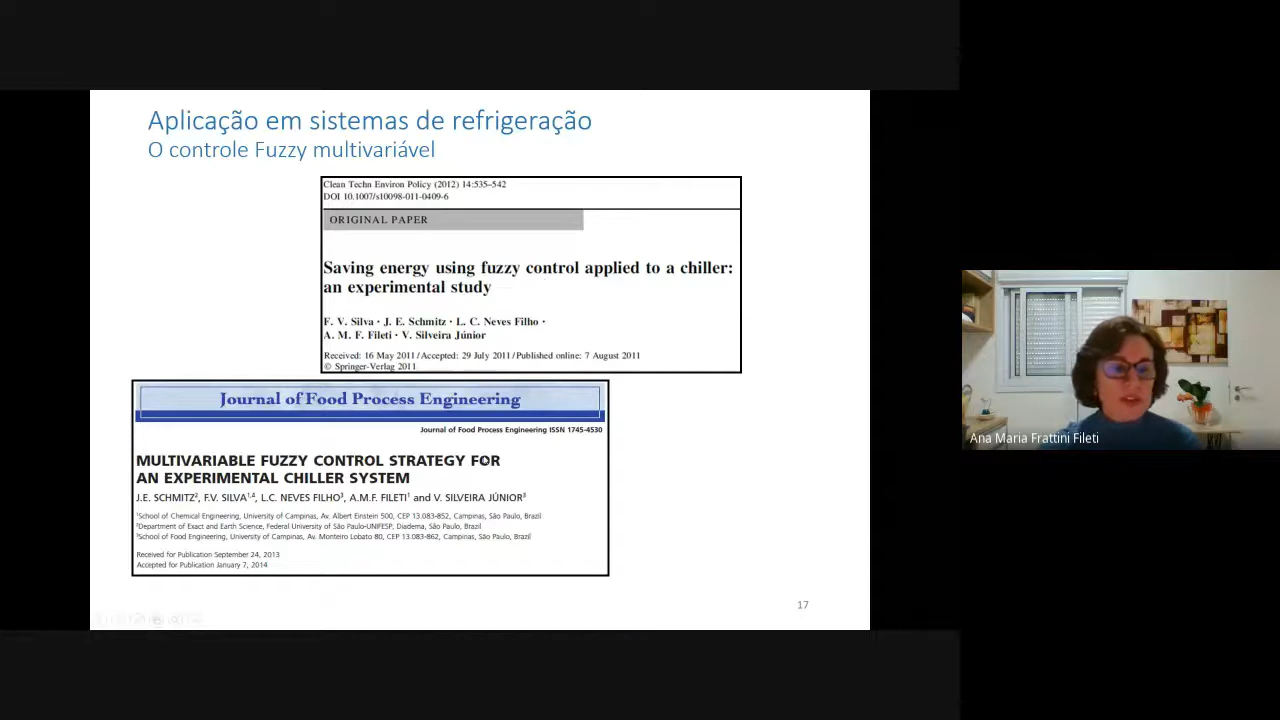 Aplicação em sistemas de refrigeração
O controle Fuzzy multivariável
Clean Techn Environ Policy (2012) 14:535–542
DOI 10.1007/s10098-011-0409-6
ORIGINAL PAPER
Saving energy using fuzzy control applied to a chiller:
an experimental study
F. V. Silva · J. E. Schmitz · L. C. Neves Filho ·
A. M. F. Fileti · V. Silveira Júnior
Received: 16 May 2011 / Accepted: 29 July 2011 / Published online: 7 August 2011
© Springer-Verlag 2011
Journal of Food Process Engineering
Journal of Food Process Engineering ISSN 1745-4530
MULTIVARIABLE FUZZY CONTROL STRATEGY FOR
AN EXPERIMENTAL CHILLER SYSTEM
J.E. SCHMITZ², F.V. SILVA¹,⁴, L.C. NEVES FILHO³, A.M.F. FILETI¹ and V. SILVEIRA JÚNIOR³
¹School of Chemical Engineering, University of Campinas, Av. Albert Einstein 500, CEP 13.083-852, Campinas, São Paulo, Brazil
²Department of Exact and Earth Science, Federal University of São Paulo-UNIFESP, Diadema, São Paulo, Brazil
³School of Food Engineering, University of Campinas, Av. Monteiro Lobato 80, CEP 13.083-862, Campinas, São Paulo, Brazil
Received for Publication September 24, 2013
Accepted for Publication January 7, 2014
17
Ana Maria Frattini Fileti